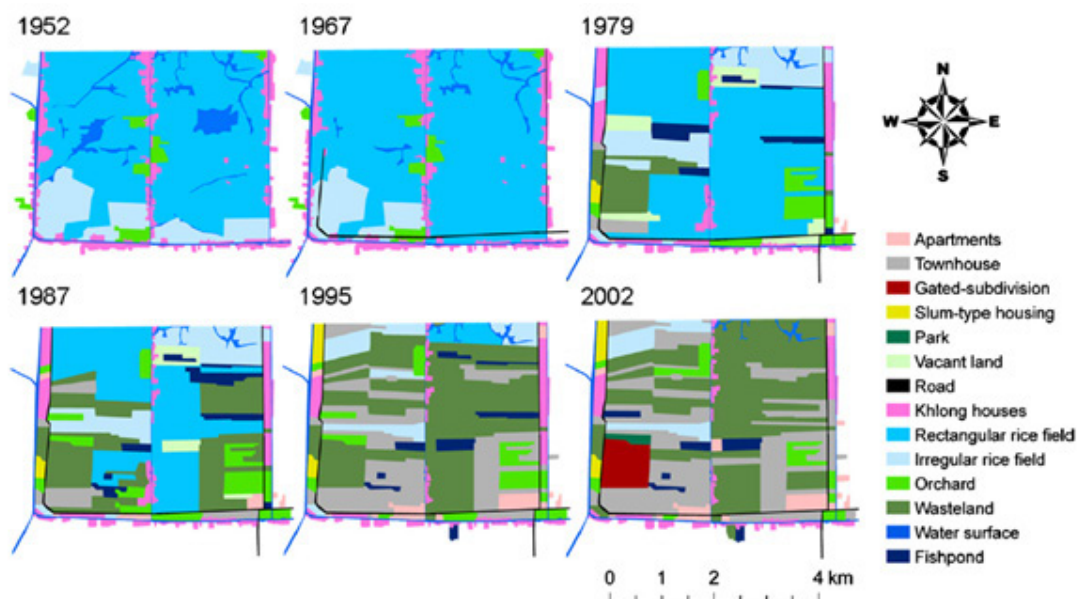 1952
1967
1979
N
W E
S
Apartments
Townhouse
Gated-subdivision
Slum-type housing
Park
Vacant land
Road
Khlong houses
Rectangular rice field
Irregular rice field
Orchard
Wasteland
Water surface
Fishpond
1987
1995
2002
0 1 2 4 km